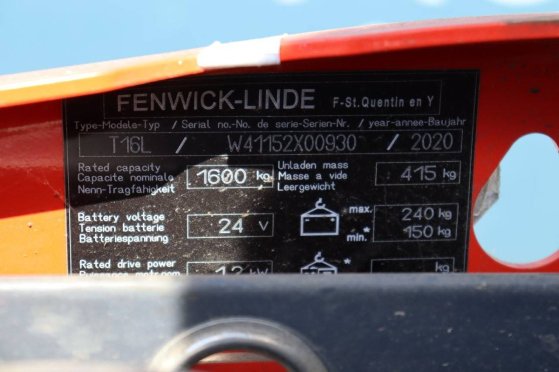 FENWICK-LINDE F-St.Quentin en Y
Type-Modele-Typ / Serial no.-No. de serie-Serien-Nr. / year-annee-Baujahr
T16L / W41152X00930 / 2020
Rated capacity
Capacite nominale 1600 kg
Nenn-Tragfähigkeit
Unladen mass
Masse a vide 415 kg
Leergewicht
Battery voltage
Tension batterie 24 V
Batteriespannung
max. 240 kg
* min. 150 kg
Rated drive power
kW *
kg